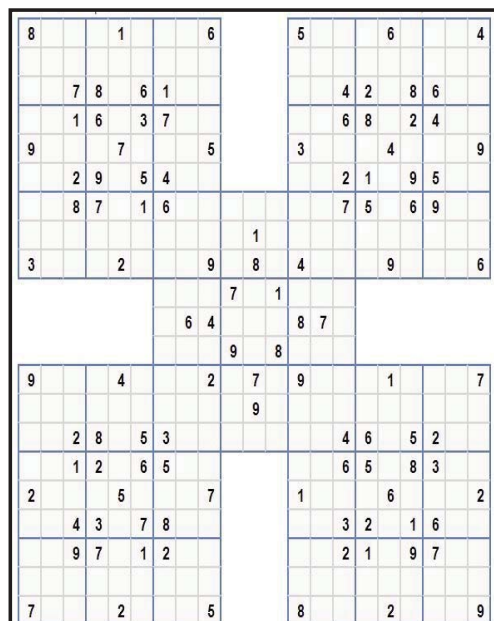 8 1 6 5 6 4
7 8 6 1 4 2 8 6
1 6 3 7 6 8 2 4
9 7 5 3 4 9
2 9 5 4 2 1 9 5
8 7 1 6 7 5 6 9
1
3 2 9 8 4 9 6
7 1
6 4 8 7
9 8
9 4 2 7 9 1 7
9
2 8 5 3 4 6 5 2
1 2 6 5 6 5 8 3
2 5 7 1 6 2
4 3 7 8 3 2 1 6
9 7 1 2 2 1 9 7
7 2 5 8 2 9